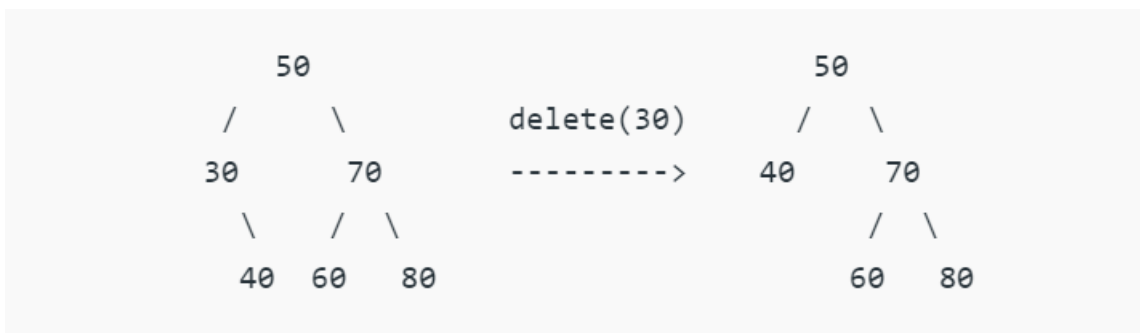 50 50
/ \ delete(30) / \
30 70 ---------> 40 70
\ / \ / \
40 60 80 60 80